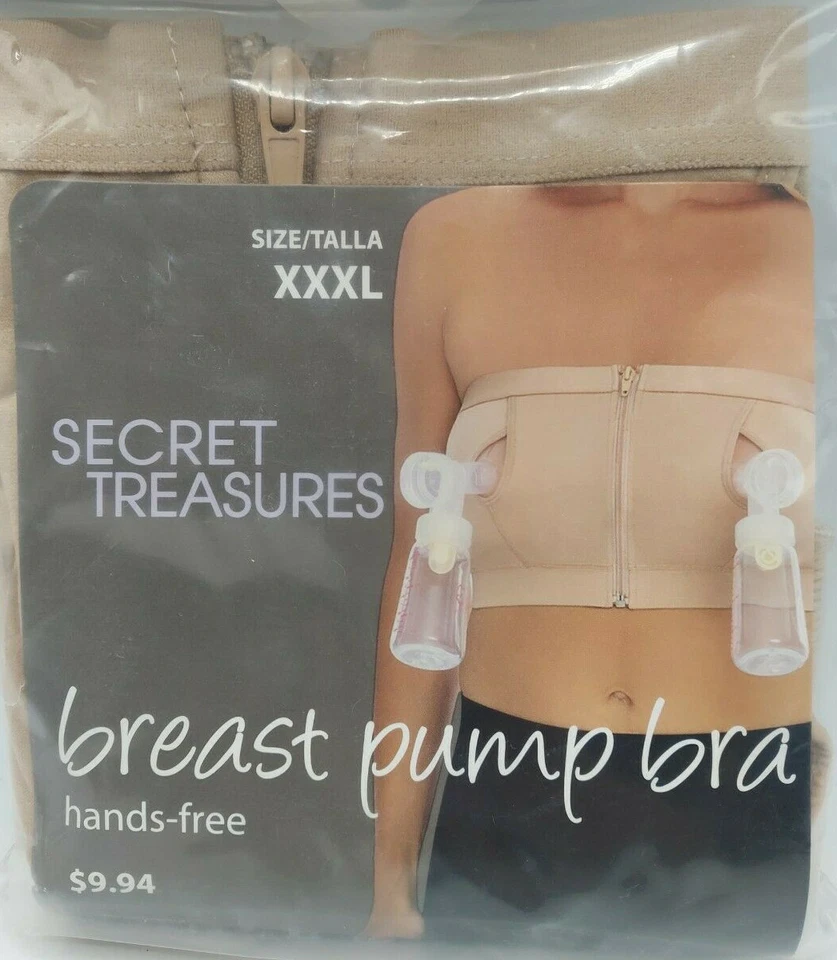 SIZE/TALLA
XXXL
SECRET
TREASURES
breast pump bra
hands-free
$9.94